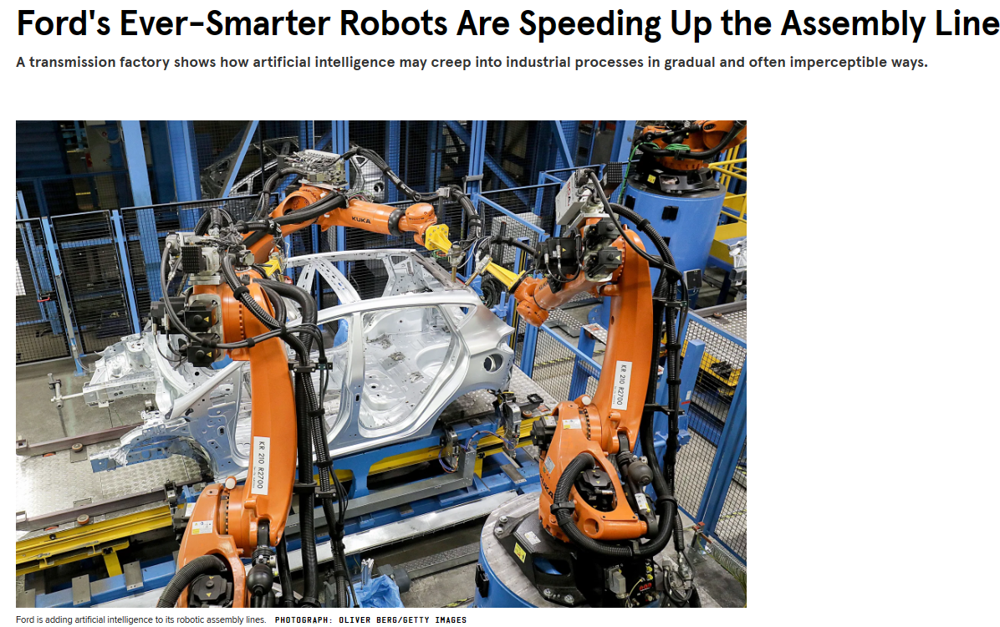 Ford's Ever-Smarter Robots Are Speeding Up the Assembly Line
A transmission factory shows how artificial intelligence may creep into industrial processes in gradual and often imperceptible ways.
KUKA
KR 210 R2700
KR 210 R2700
Ford is adding artificial intelligence to its robotic assembly lines. PHOTOGRAPH: OLIVER BERG/GETTY IMAGES